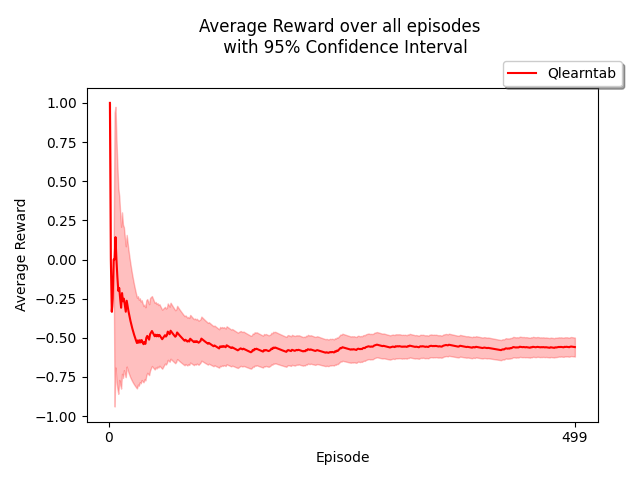 Average Reward over all episodes
with 95% Confidence Interval
Qlearntab
1.00
0.75
0.50
0.25
0.00
−0.25
−0.50
−0.75
−1.00
Average Reward
0
499
Episode